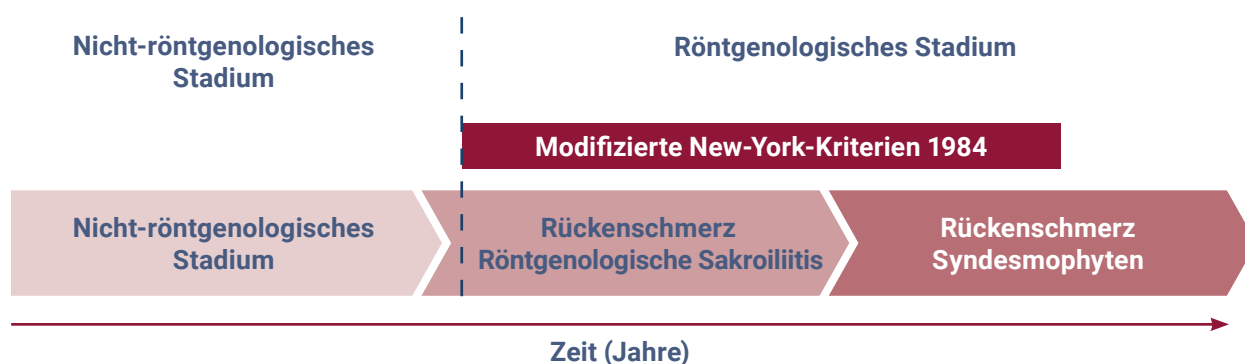 Nicht-röntgenologisches
Stadium
Röntgenologisches Stadium
Modifizierte New-York-Kriterien 1984
Nicht-röntgenologisches
Stadium
Rückenschmerz
Röntgenologische Sakroiliitis
Rückenschmerz
Syndesmophyten
Zeit (Jahre)